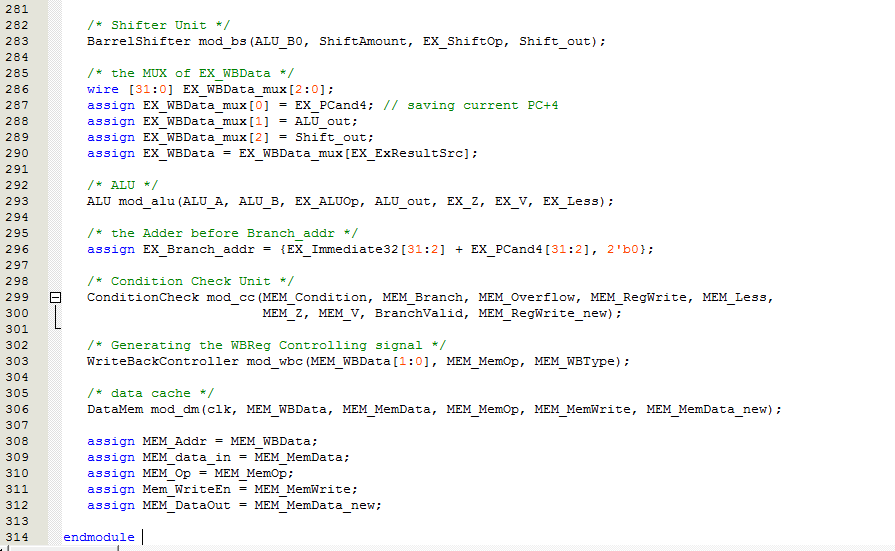 281
282 /* Shifter Unit */
283 BarrelShifter mod_bs(ALU_B0, ShiftAmount, EX_ShiftOp, Shift_out);
284
285 /* the MUX of EX_WBData */
286 wire [31:0] EX_WBData_mux[2:0];
287 assign EX_WBData_mux[0] = EX_PCand4; // saving current PC+4
288 assign EX_WBData_mux[1] = ALU_out;
289 assign EX_WBData_mux[2] = Shift_out;
290 assign EX_WBData = EX_WBData_mux[EX_ExResultSrc];
291
292 /* ALU */
293 ALU mod_alu(ALU_A, ALU_B, EX_ALUOp, ALU_out, EX_Z, EX_V, EX_Less);
294
295 /* the Adder before Branch_addr */
296 assign EX_Branch_addr = {EX_Immediate32[31:2] + EX_PCand4[31:2], 2'b0};
297
298 /* Condition Check Unit */
299 ConditionCheck mod_cc(MEM_Condition, MEM_Branch, MEM_Overflow, MEM_RegWrite, MEM_Less,
300 MEM_Z, MEM_V, BranchValid, MEM_RegWrite_new);
301
302 /* Generating the WBReg Controlling signal */
303 WriteBackController mod_wbc(MEM_WBData[1:0], MEM_MemOp, MEM_WBType);
304
305 /* data cache */
306 DataMem mod_dm(clk, MEM_WBData, MEM_MemData, MEM_MemOp, MEM_MemWrite, MEM_MemData_new);
307
308 assign MEM_Addr = MEM_WBData;
309 assign MEM_data_in = MEM_MemData;
310 assign MEM_Op = MEM_MemOp;
311 assign Mem_WriteEn = MEM_MemWrite;
312 assign MEM_DataOut = MEM_MemData_new;
313
314 endmodule